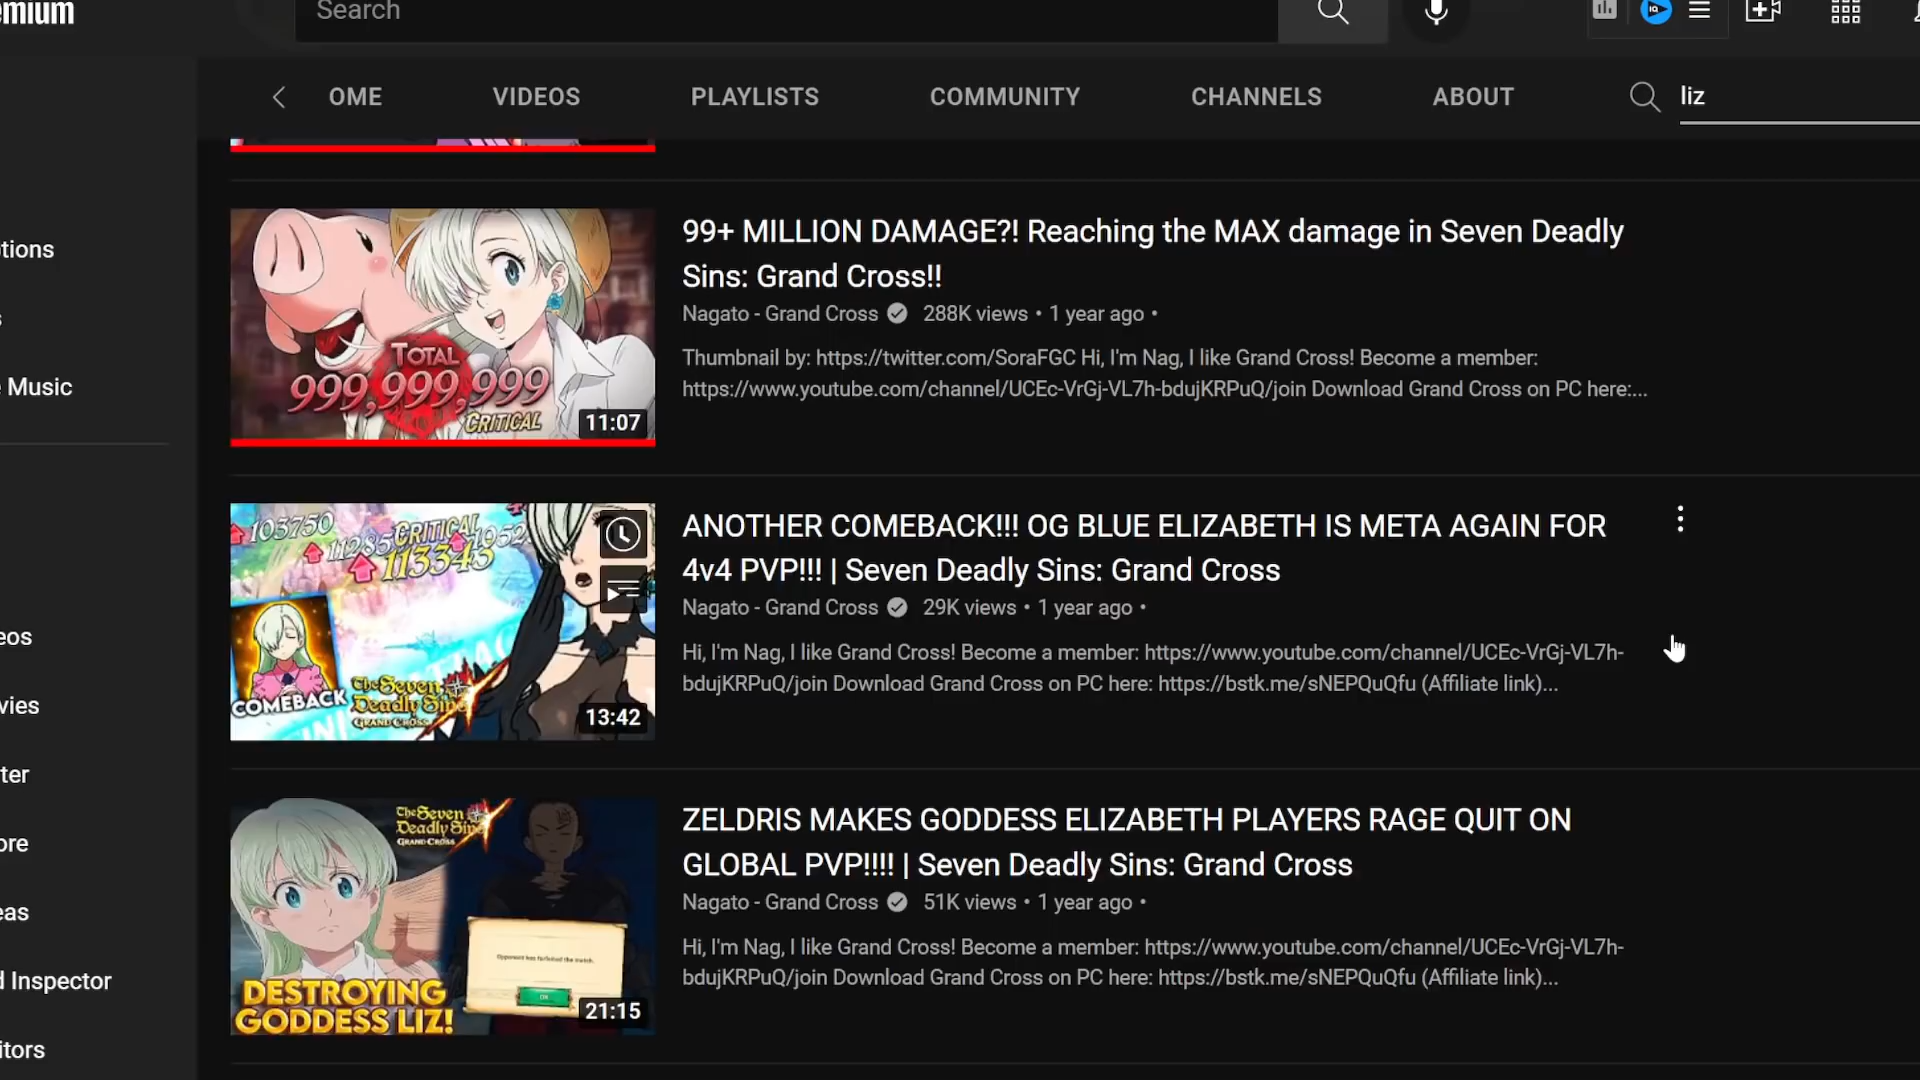 emium
Search
OME
VIDEOS
PLAYLISTS
COMMUNITY
CHANNELS
ABOUT
liz
99+ MILLION DAMAGE?! Reaching the MAX damage in Seven Deadly
Sins: Grand Cross!!
Nagato - Grand Cross 288K views • 1 year ago •
Thumbnail by: https://twitter.com/SoraFGC Hi, I'm Nag, I like Grand Cross! Become a member:
https://www.youtube.com/channel/UCEc-VrGj-VL7h-bdujKRPuQ/join Download Grand Cross on PC here:...
TOTAL
999,999,999
CRITICAL
11:07
ANOTHER COMEBACK!!! OG BLUE ELIZABETH IS META AGAIN FOR
4v4 PVP!!! | Seven Deadly Sins: Grand Cross
Nagato - Grand Cross 29K views • 1 year ago •
Hi, I'm Nag, I like Grand Cross! Become a member: https://www.youtube.com/channel/UCEc-VrGj-VL7h-
bdujKRPuQ/join Download Grand Cross on PC here: https://bstk.me/sNEPQuQfu (Affiliate link)...
103750
CRITICAL
113343
COMEBACK
The Seven
Deadly Sins
GRAND CROSS
13:42
ZELDRIS MAKES GODDESS ELIZABETH PLAYERS RAGE QUIT ON
GLOBAL PVP!!!! | Seven Deadly Sins: Grand Cross
Nagato - Grand Cross 51K views • 1 year ago •
Hi, I'm Nag, I like Grand Cross! Become a member: https://www.youtube.com/channel/UCEc-VrGj-VL7h-
bdujKRPuQ/join Download Grand Cross on PC here: https://bstk.me/sNEPQuQfu (Affiliate link)...
The Seven
Deadly Sins
GRAND CROSS
Opponent has forfeited the match.
OK
DESTROYING
GODDESS LIZ!
21:15
tions
s
Music
eos
vies
ter
ore
eas
d Inspector
itors